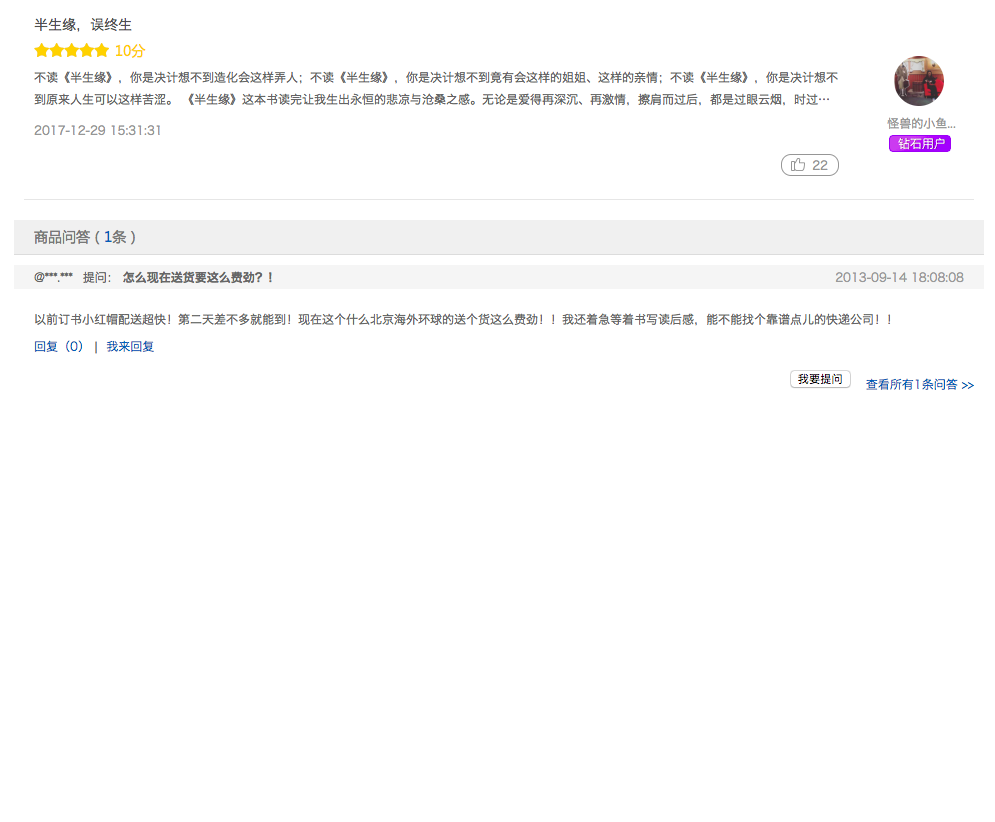 半生缘，误终生
10分
不读《半生缘》，你是决计想不到造化会这样弄人；不读《半生缘》，你是决计想不到竟有会这样的姐姐、这样的亲情；不读《半生缘》，你是决计想不
到原来人生可以这样苦涩。 《半生缘》这本书读完让我生出永恒的悲凉与沧桑之感。无论是爱得再深沉、再激情，擦肩而过后，都是过眼云烟，时过…
2017-12-29 15:31:31
怪兽的小鱼...
钻石用户
22
商品问答 ( 1条 )
@***.*** 提问： 怎么现在送货要这么费劲？！
2013-09-14 18:08:08
以前订书小红帽配送超快！第二天差不多就能到！现在这个什么北京海外环球的送个货这么费劲！！我还着急等着书写读后感，能不能找个靠谱点儿的快递公司！！
回复（0） | 我来回复
我要提问
查看所有1条问答 >>